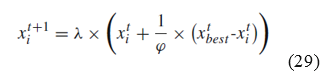 x_i^{t+1} = λ × (x_i^t + 1/φ × (x_{best}^t - x_i^t))
(29)